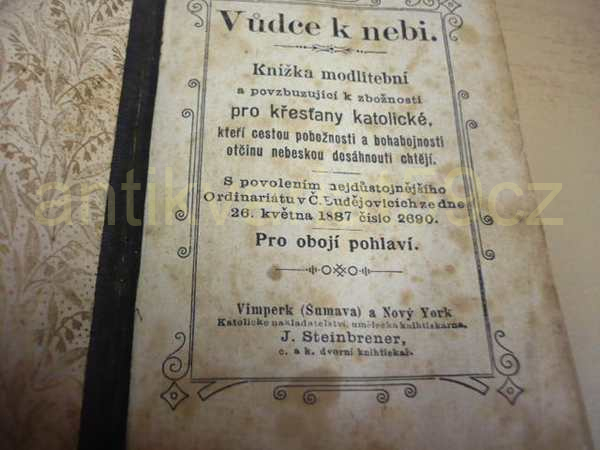 Vůdce k nebi.
Knížka modlitební
a povzbuzující k zbožnosti
pro křesťany katolické,
kteří cestou pobožnosti a bohabojnosti
otčinu nebeskou dosáhnouti chtějí.
S povolením nejdůstojnějšího
Ordinariátu v Č. Budějovicích ze dne
26. května 1887 číslo 2690.
Pro obojí pohlaví.
Vimperk (Šumava) a Nový York
Katolické nakladatelství, umělecká knihtiskárna,
J. Steinbrener,
c. a k. dvorní knihtiskař.